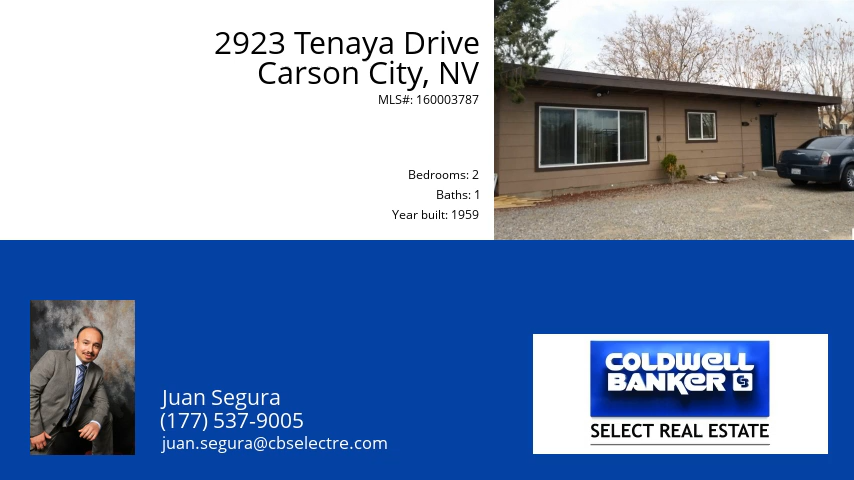 2923 Tenaya Drive
Carson City, NV
MLS#: 160003787
Bedrooms: 2
Baths: 1
Year built: 1959
Juan Segura
(177) 537-9005
juan.segura@cbselectre.com
COLDWELL
BANKER CB
SELECT REAL ESTATE